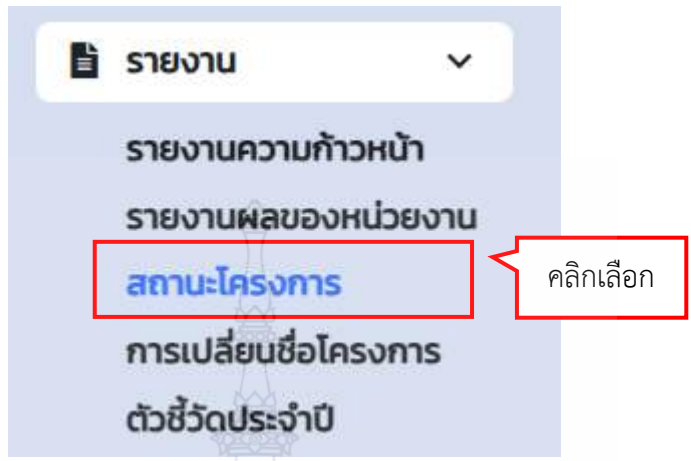 รายงาน
รายงานความก้าวหน้า
รายงานผลของหน่วยงาน
สถานะโครงการ
คลิกเลือก
การเปลี่ยนชื่อโครงการ
ตัวชี้วัดประจำปี